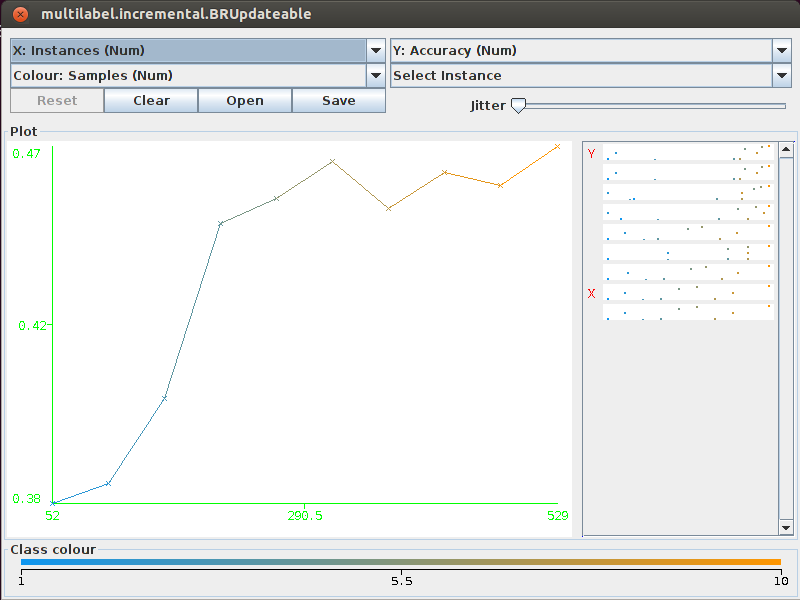 multilabel.incremental.BRUpdateable
X: Instances (Num)
Y: Accuracy (Num)
Colour: Samples (Num)
Select Instance
Reset
Clear
Open
Save
Jitter
Plot
0.47
0.42
0.38
52
290.5
529
Y
X
Class colour
1
5.5
10